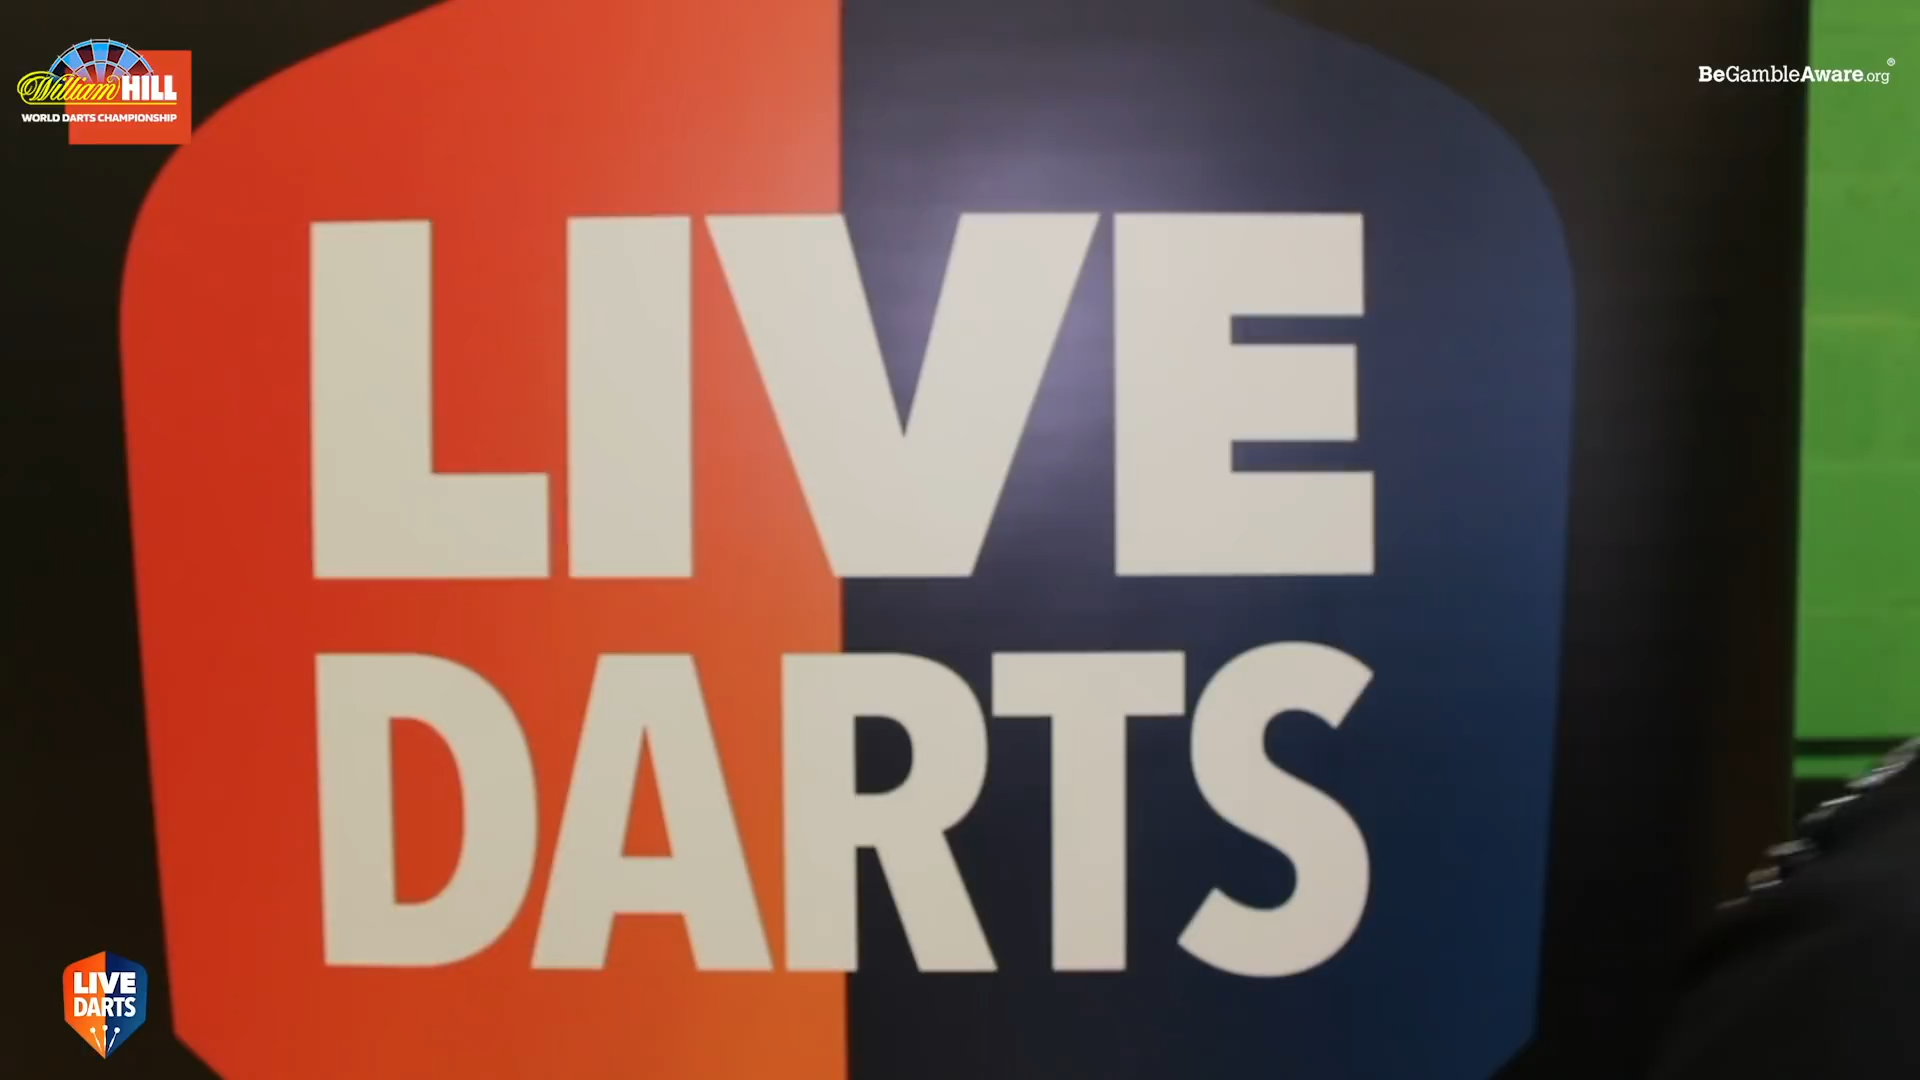 William HILL
WORLD DARTS CHAMPIONSHIP
BeGambleAware.org®
LIVE
DARTS
LIVE
DARTS